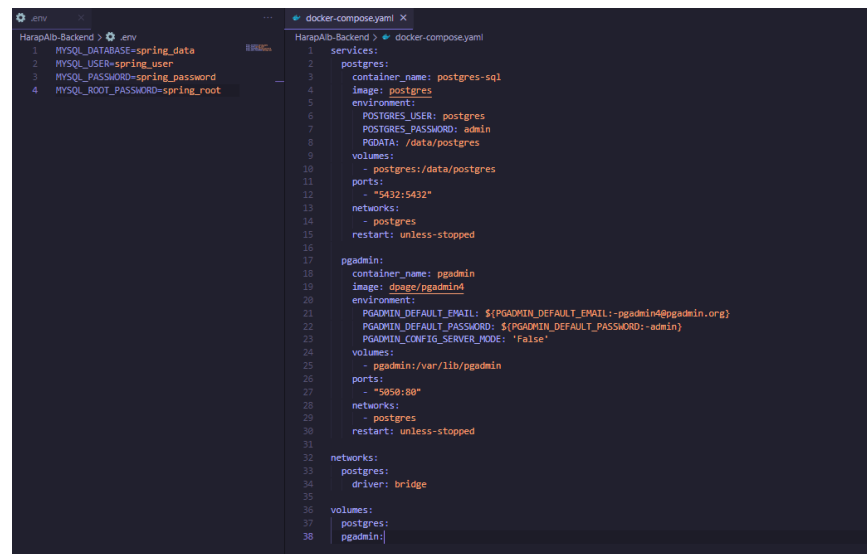 .env
HarapAlb-Backend > .env
1 MYSQL_DATABASE=spring_data
2 MYSQL_USER=spring_user
3 MYSQL_PASSWORD=spring_password
4 MYSQL_ROOT_PASSWORD=spring_root
docker-compose.yaml
HarapAlb-Backend > docker-compose.yaml
1 services:
2 postgres:
3 container_name: postgres-sql
4 image: postgres
5 environment:
6 POSTGRES_USER: postgres
7 POSTGRES_PASSWORD: admin
8 PGDATA: /data/postgres
9 volumes:
10 - postgres:/data/postgres
11 ports:
12 - "5432:5432"
13 networks:
14 - postgres
15 restart: unless-stopped
16
17 pgadmin:
18 container_name: pgadmin
19 image: dpage/pgadmin4
20 environment:
21 PGADMIN_DEFAULT_EMAIL: ${PGADMIN_DEFAULT_EMAIL:-pgadmin4@pgadmin.org}
22 PGADMIN_DEFAULT_PASSWORD: ${PGADMIN_DEFAULT_PASSWORD:-admin}
23 PGADMIN_CONFIG_SERVER_MODE: 'False'
24 volumes:
25 - pgadmin:/var/lib/pgadmin
26 ports:
27 - "5050:80"
28 networks:
29 - postgres
30 restart: unless-stopped
31
32 networks:
33 postgres:
34 driver: bridge
35
36 volumes:
37 postgres:
38 pgadmin: